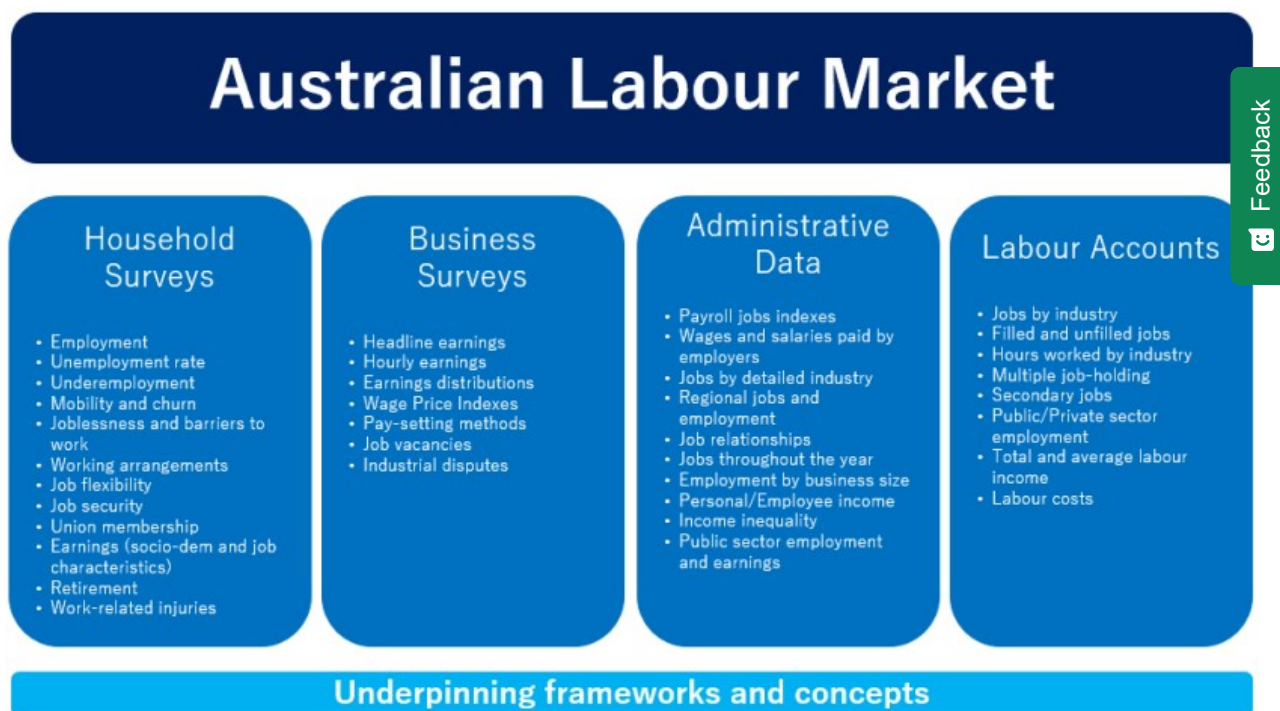 Australian Labour Market
Feedback
Household
Surveys
• Employment
• Unemployment rate
• Underemployment
• Mobility and churn
• Joblessness and barriers to
work
• Working arrangements
• Job flexibility
• Job security
• Union membership
• Earnings (socio-dem and job
characteristics)
• Retirement
• Work-related injuries
Business
Surveys
• Headline earnings
• Hourly earnings
• Earnings distributions
• Wage Price Indexes
• Pay-setting methods
• Job vacancies
• Industrial disputes
Administrative
Data
• Payroll jobs indexes
• Wages and salaries paid by
employers
• Jobs by detailed industry
• Regional jobs and
employment
• Job relationships
• Jobs throughout the year
• Employment by business size
• Personal/Employee income
• Income inequality
• Public sector employment
and earnings
Labour Accounts
• Jobs by industry
• Filled and unfilled jobs
• Hours worked by industry
• Multiple job-holding
• Secondary jobs
• Public/Private sector
employment
• Total and average labour
income
• Labour costs
Underpinning frameworks and concepts